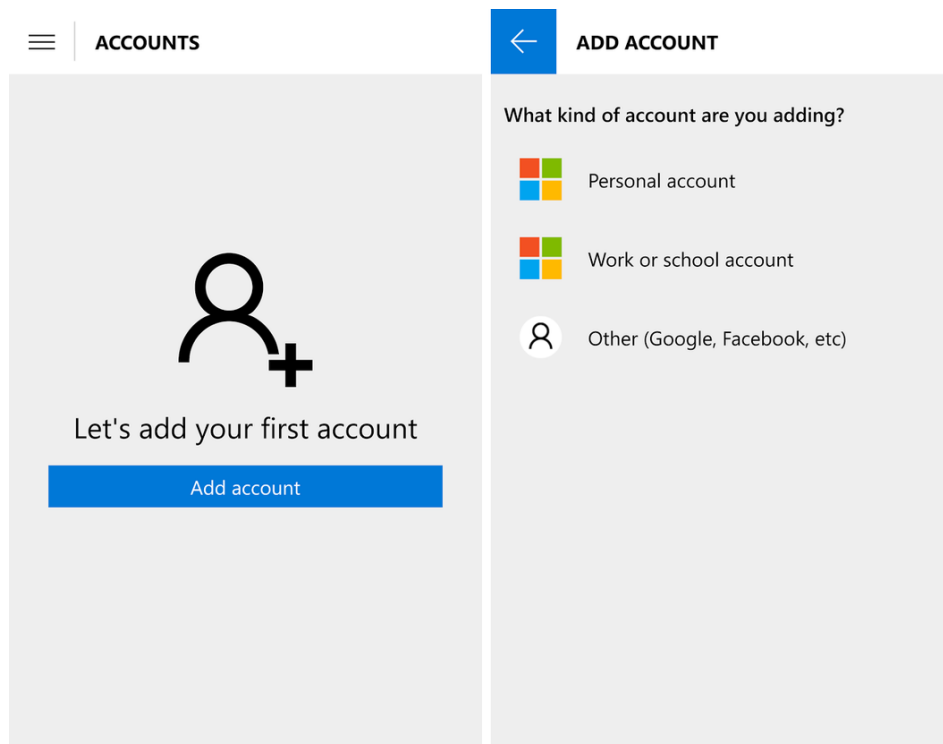 ACCOUNTS
Let's add your first account
Add account
ADD ACCOUNT
What kind of account are you adding?
Personal account
Work or school account
Other (Google, Facebook, etc)